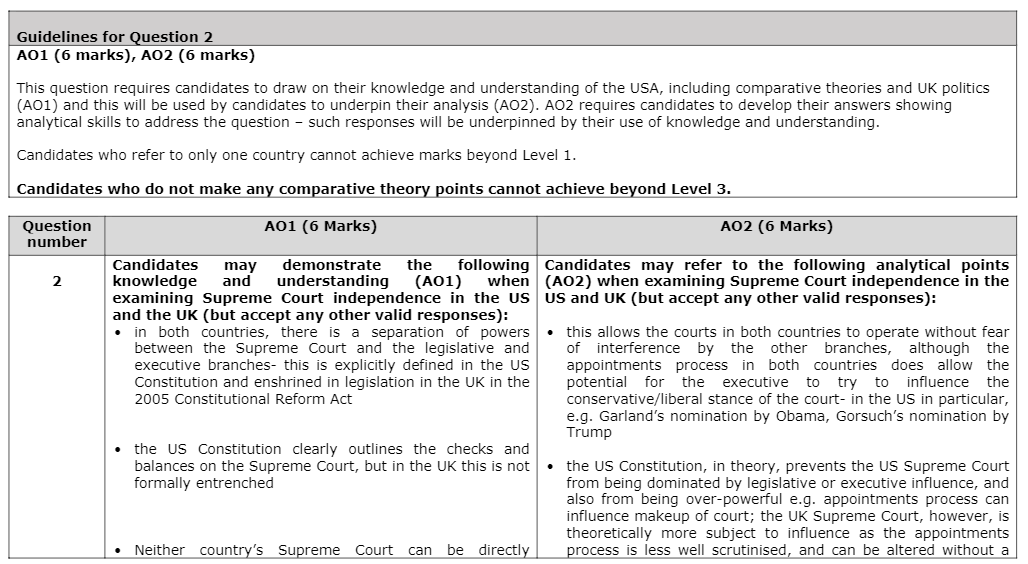 Guidelines for Question 2
AO1 (6 marks), AO2 (6 marks)
This question requires candidates to draw on their knowledge and understanding of the USA, including comparative theories and UK politics
(AO1) and this will be used by candidates to underpin their analysis (AO2). AO2 requires candidates to develop their answers showing
analytical skills to address the question – such responses will be underpinned by their use of knowledge and understanding.
Candidates who refer to only one country cannot achieve marks beyond Level 1.
Candidates who do not make any comparative theory points cannot achieve beyond Level 3.
Question
number
AO1 (6 Marks)
AO2 (6 Marks)
2
Candidates may demonstrate the following
knowledge and understanding (AO1) when
examining Supreme Court independence in the US
and the UK (but accept any other valid responses):
• in both countries, there is a separation of powers
between the Supreme Court and the legislative and
executive branches- this is explicitly defined in the US
Constitution and enshrined in legislation in the UK in the
2005 Constitutional Reform Act
• the US Constitution clearly outlines the checks and
balances on the Supreme Court, but in the UK this is not
formally entrenched
• Neither country’s Supreme Court can be directly
Candidates may refer to the following analytical points
(AO2) when examining Supreme Court independence in the
US and UK (but accept any other valid responses):
• this allows the courts in both countries to operate without fear
of interference by the other branches, although the
appointments process in both countries does allow the
potential for the executive to try to influence the
conservative/liberal stance of the court- in the US in particular,
e.g. Garland’s nomination by Obama, Gorsuch’s nomination by
Trump
• the US Constitution, in theory, prevents the US Supreme Court
from being dominated by legislative or executive influence, and
also from being over-powerful e.g. appointments process can
influence makeup of court; the UK Supreme Court, however, is
theoretically more subject to influence as the appointments
process is less well scrutinised, and can be altered without a